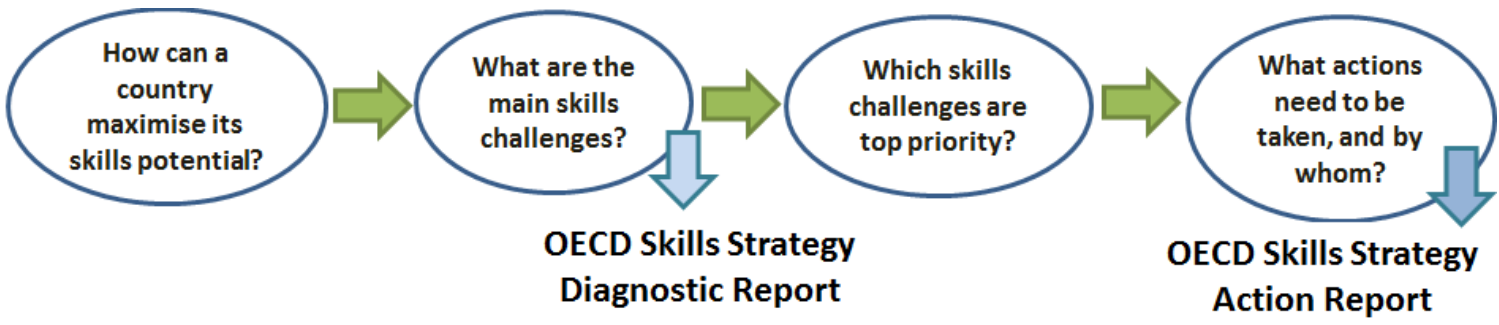 How can a
country
maximise its
skills potential?
What are the
main skills
challenges?
Which skills
challenges are
top priority?
What actions
need to be
taken, and by
whom?
OECD Skills Strategy
Diagnostic Report
OECD Skills Strategy
Action Report